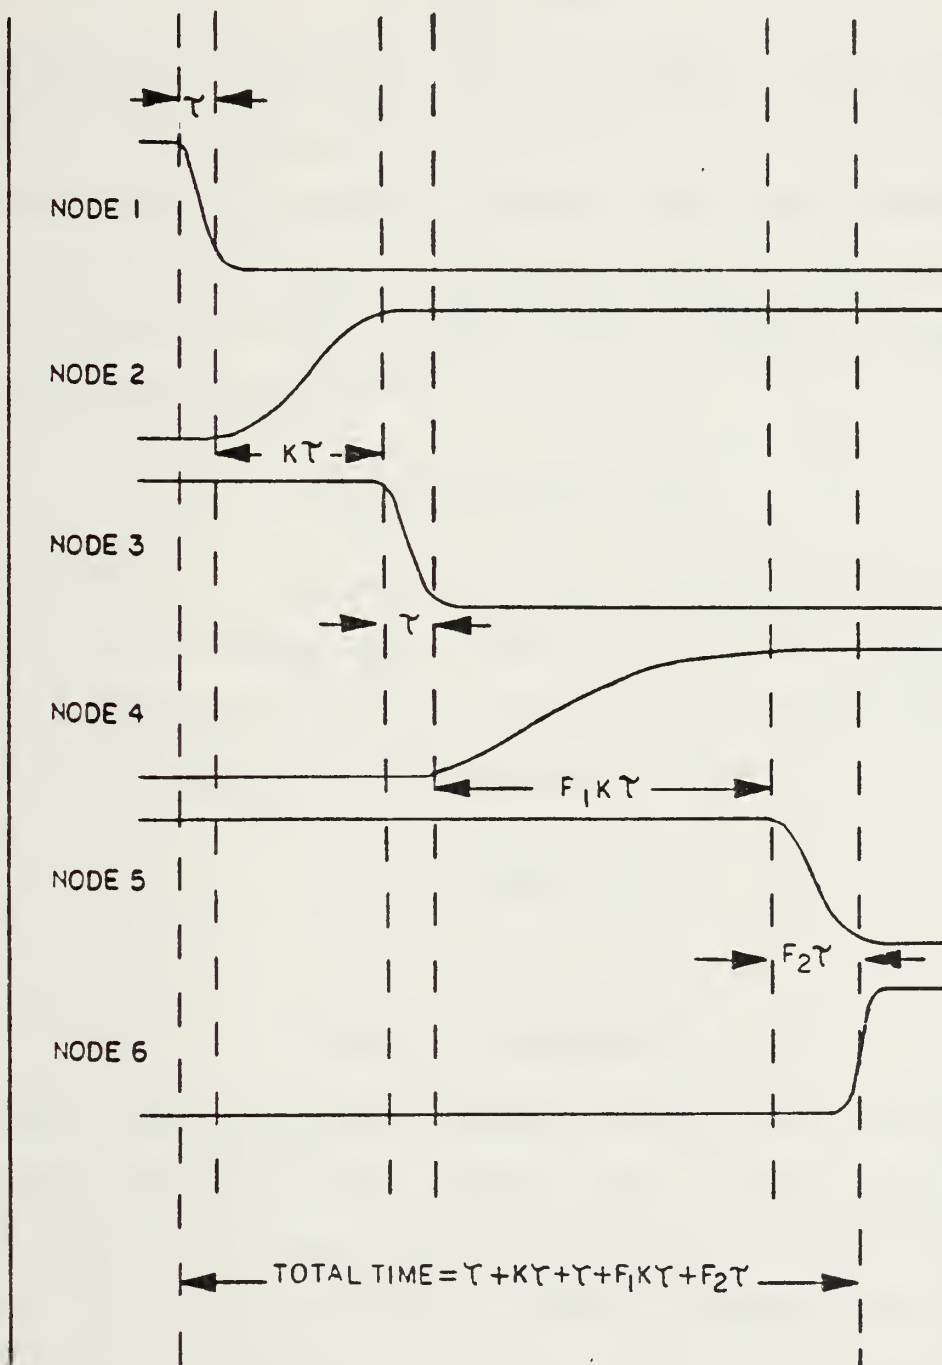 τ
NODE 1
NODE 2
Kτ
NODE 3
τ
NODE 4
F₁Kτ
NODE 5
F₂τ
NODE 6
TOTAL TIME = τ + Kτ + τ + F₁Kτ + F₂τ